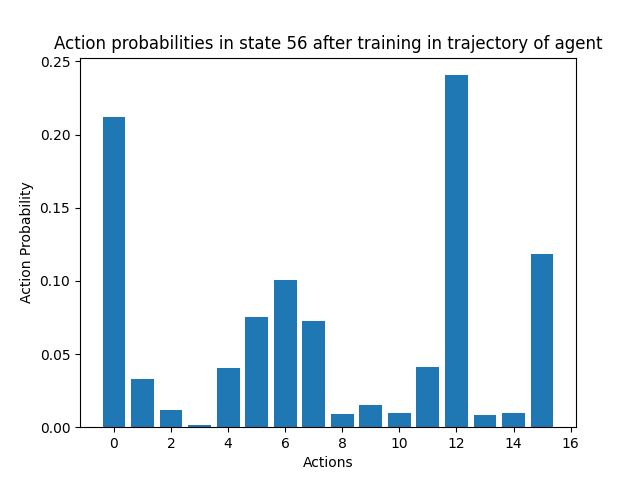 Action probabilities in state 56 after training in trajectory of agent
0.25
0.20
0.15
0.10
0.05
0.00
Action Probability
0 2 4 6 8 10 12 14 16
Actions